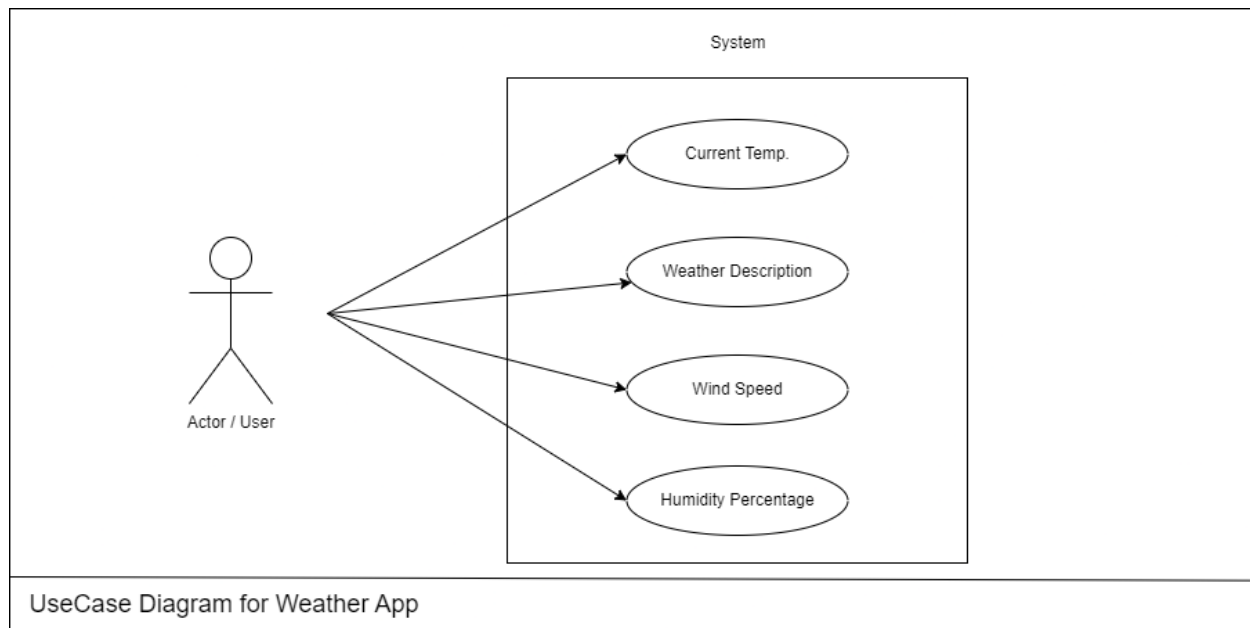 System
Current Temp.
Weather Description
Wind Speed
Humidity Percentage
Actor / User
UseCase Diagram for Weather App